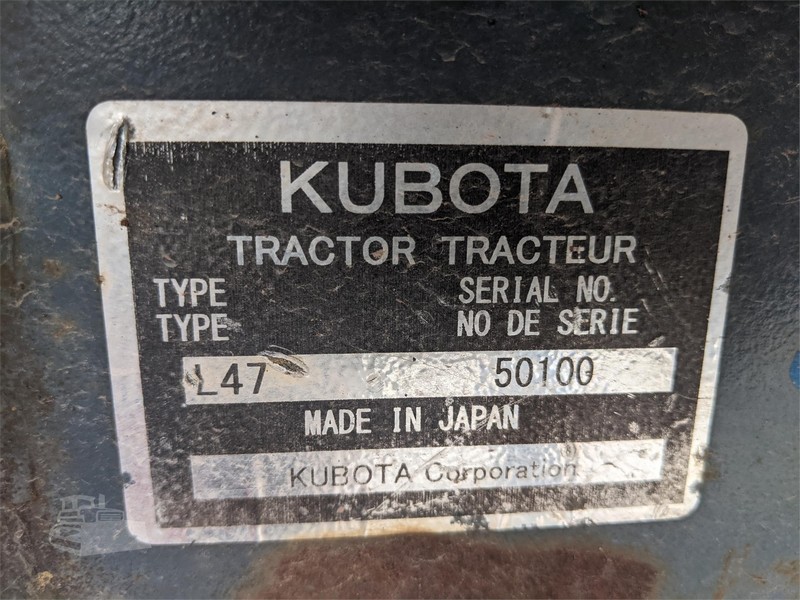 KUBOTA
TRACTOR TRACTEUR
TYPE SERIAL NO.
TYPE NO DE SERIE
L47 50100
MADE IN JAPAN
KUBOTA Corporation